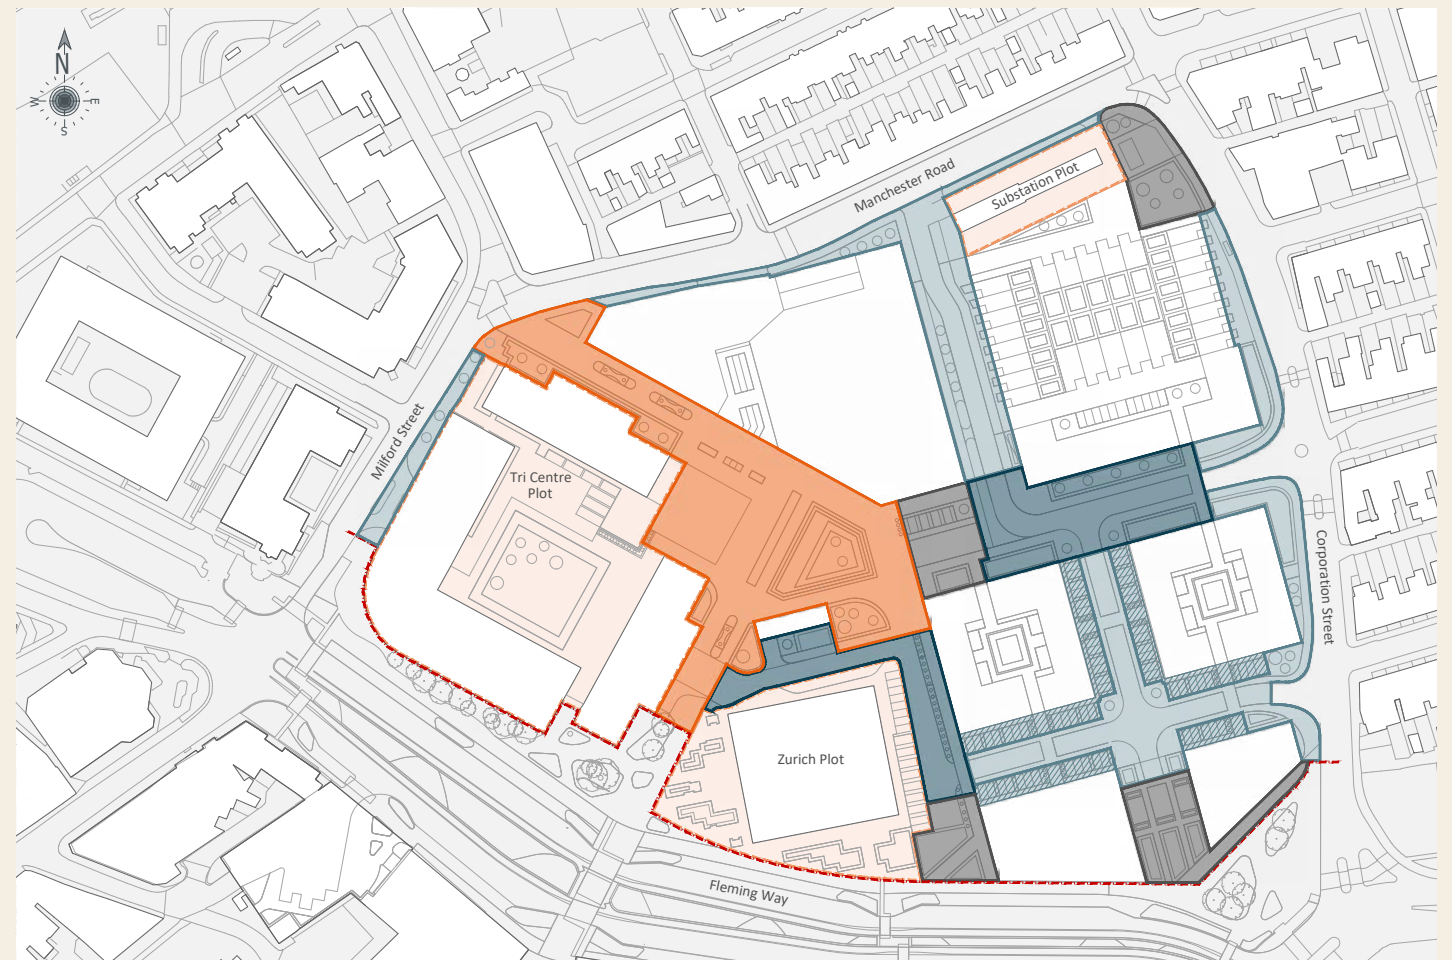 N
W
E
S
Manchester Road
Substation Plot
Milford Street
Tri Centre
Plot
Corporation Street
Zurich Plot
Fleming Way